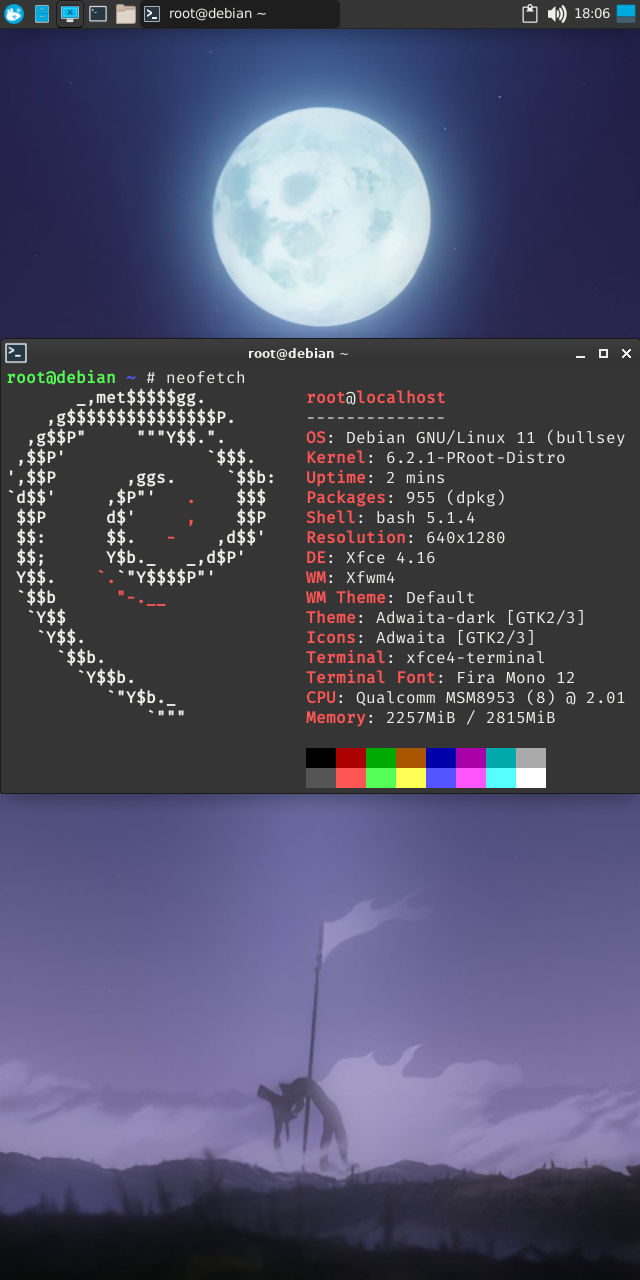 root@debian ~
18:06
root@debian ~
root@debian ~ # neofetch
_,met$$$$$gg.
,g$$$$$$$$$$$$$$$P.
,g$$P"     """Y$$.".
,$$P'              `$$$.
',$$P       ,ggs.     `$$b:
`d$$'     ,$P"'   .    $$$
$$P      d$'     ,    $$P
$$:      $$.   -    ,d$$'
$$;      Y$b._   _,d$P'
Y$$.    `.`"Y$$$$P"'
`$$b      "-.__
`Y$$
`Y$$.
`$$b.
`Y$$b.
`"Y$b._
`"""
root@localhost
--------------
OS: Debian GNU/Linux 11 (bullsey
Kernel: 6.2.1-PRoot-Distro
Uptime: 2 mins
Packages: 955 (dpkg)
Shell: bash 5.1.4
Resolution: 640x1280
DE: Xfce 4.16
WM: Xfwm4
WM Theme: Default
Theme: Adwaita-dark [GTK2/3]
Icons: Adwaita [GTK2/3]
Terminal: xfce4-terminal
Terminal Font: Fira Mono 12
CPU: Qualcomm MSM8953 (8) @ 2.01
Memory: 2257MiB / 2815MiB